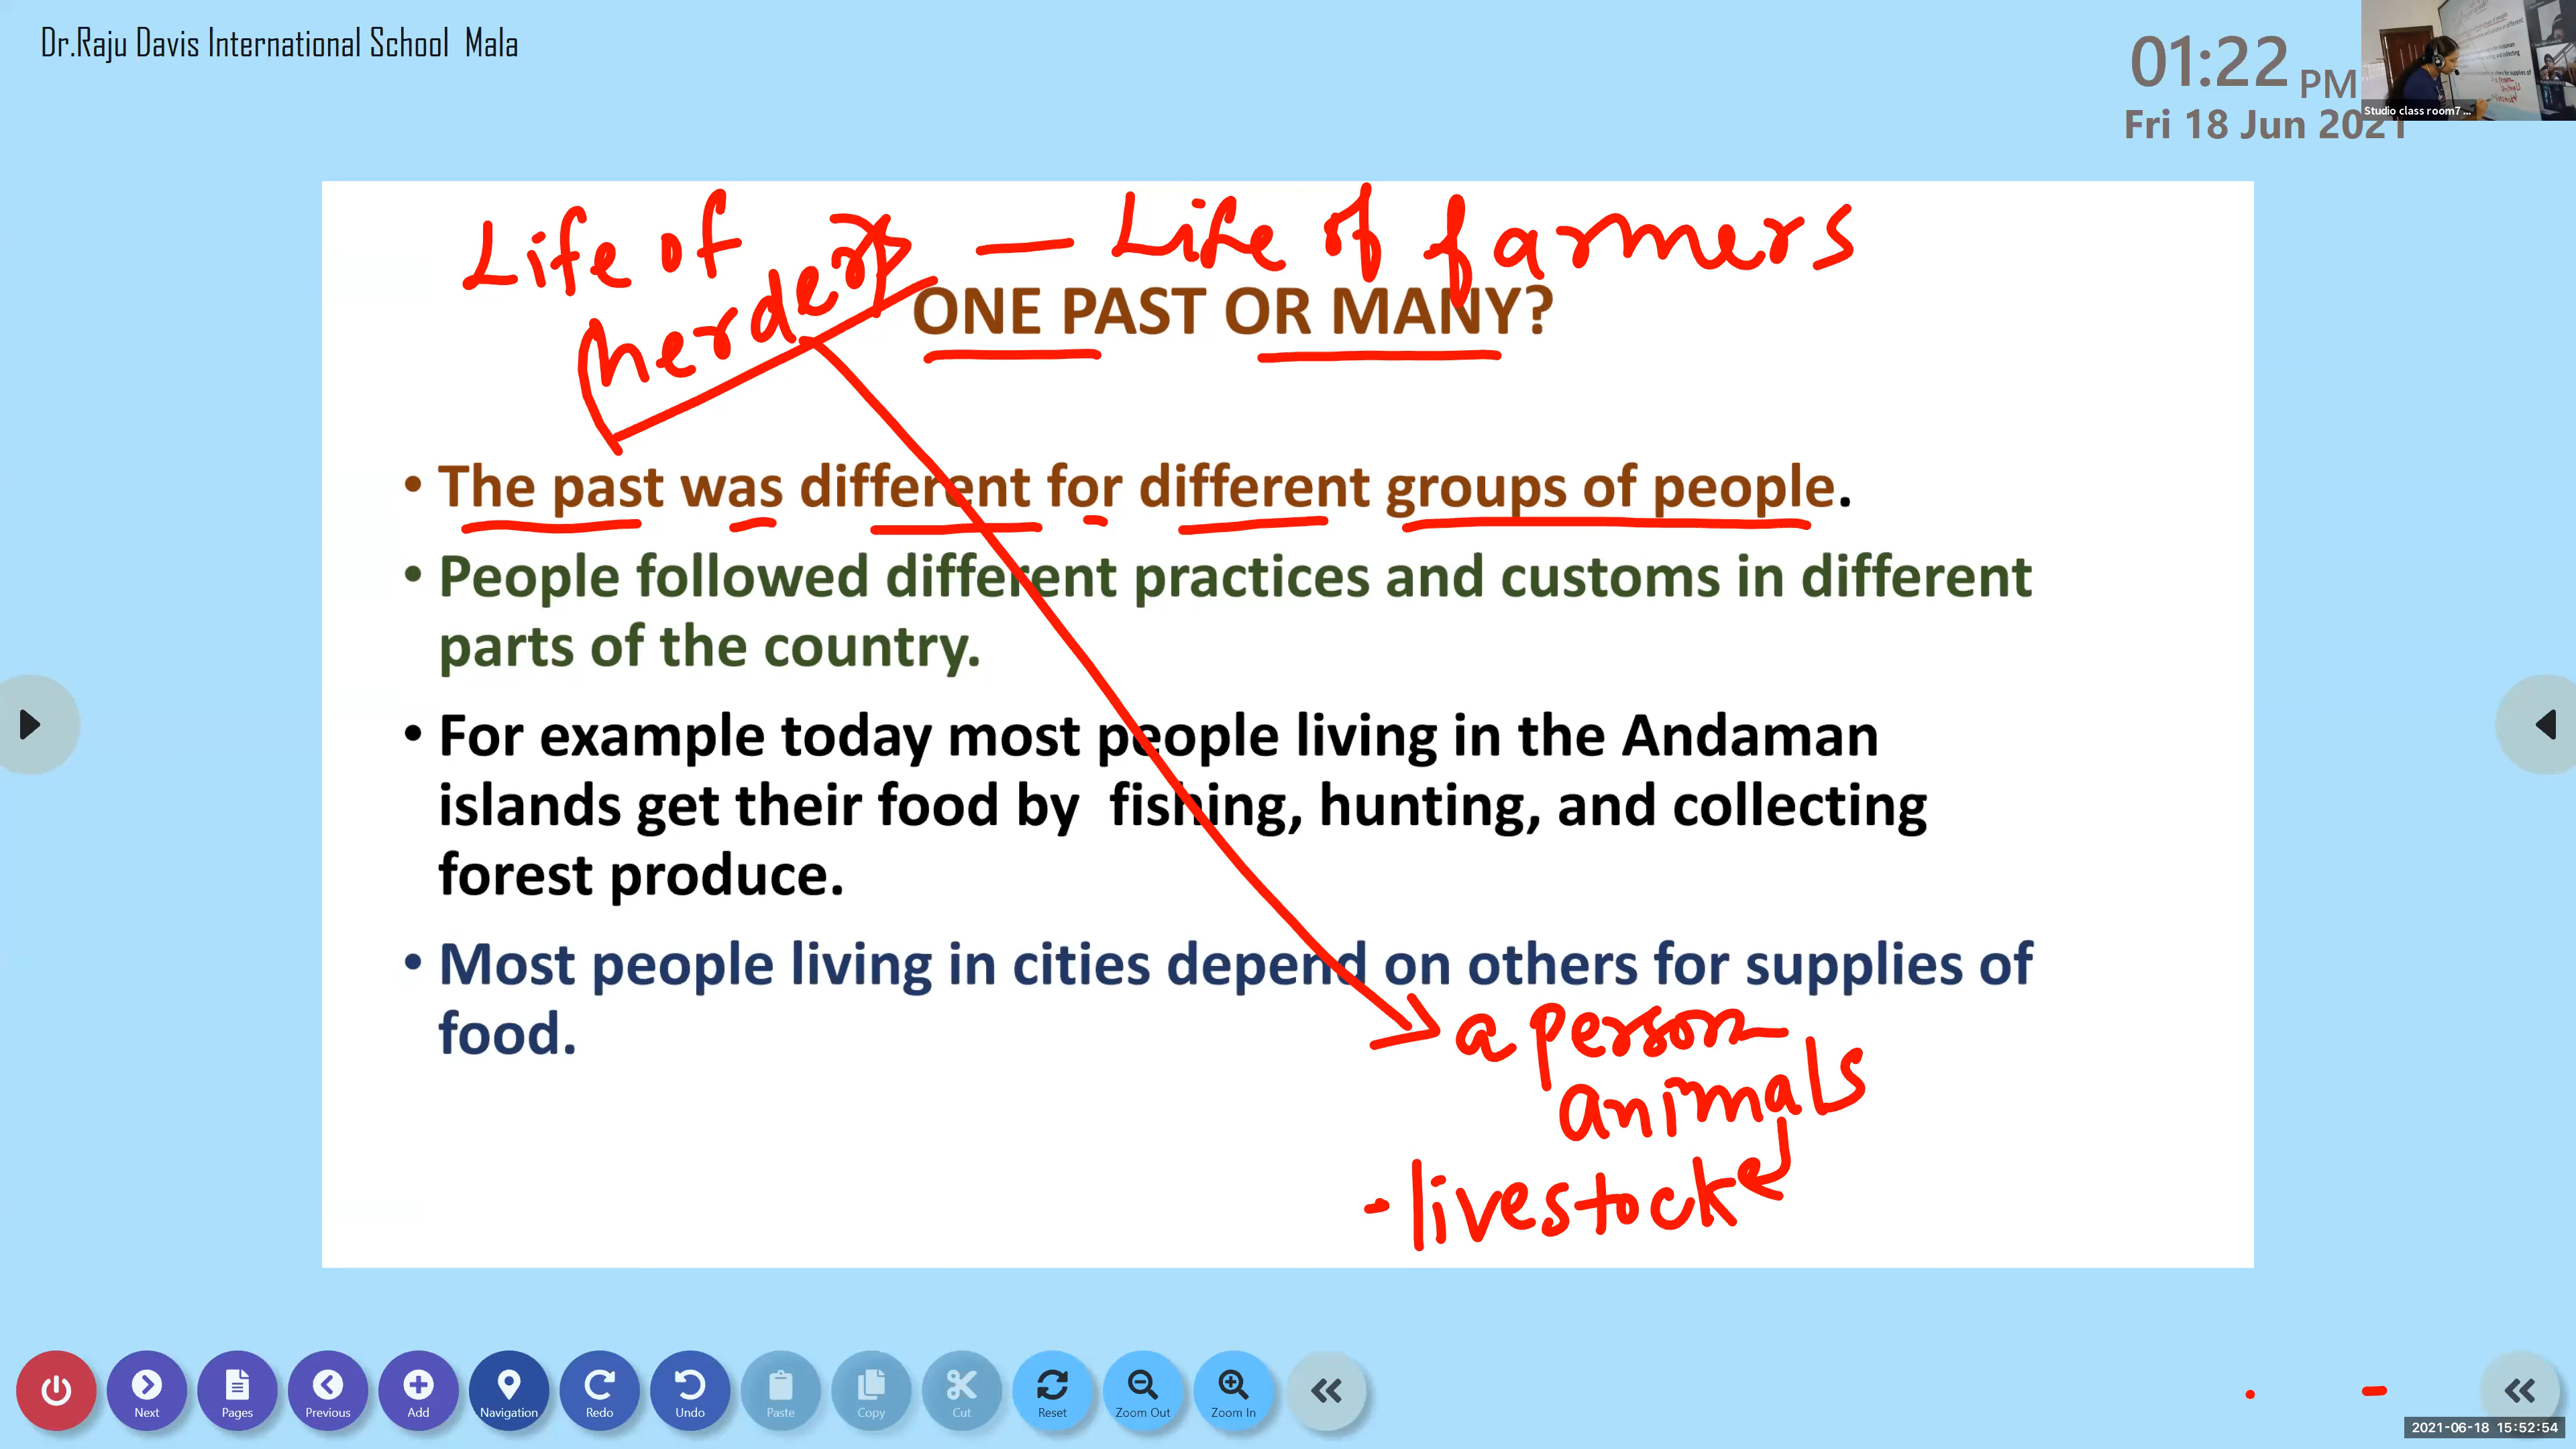 Dr.Raju Davis International School Mala
01:22 PM
Fri 18 Jun 2021
Studio class room7 ...
Life of herders — Life of farmers
ONE PAST OR MANY?
• The past was different for different groups of people.
• People followed different practices and customs in different
parts of the country.
• For example today most people living in the Andaman
islands get their food by fishing, hunting, and collecting
forest produce.
• Most people living in cities depend on others for supplies of
food.
a person
animals
- livestock
Next
Pages
Previous
Add
Navigation
Redo
Undo
Paste
Copy
Cut
Reset
Zoom Out
Zoom In
2021-06-18 15:52:54